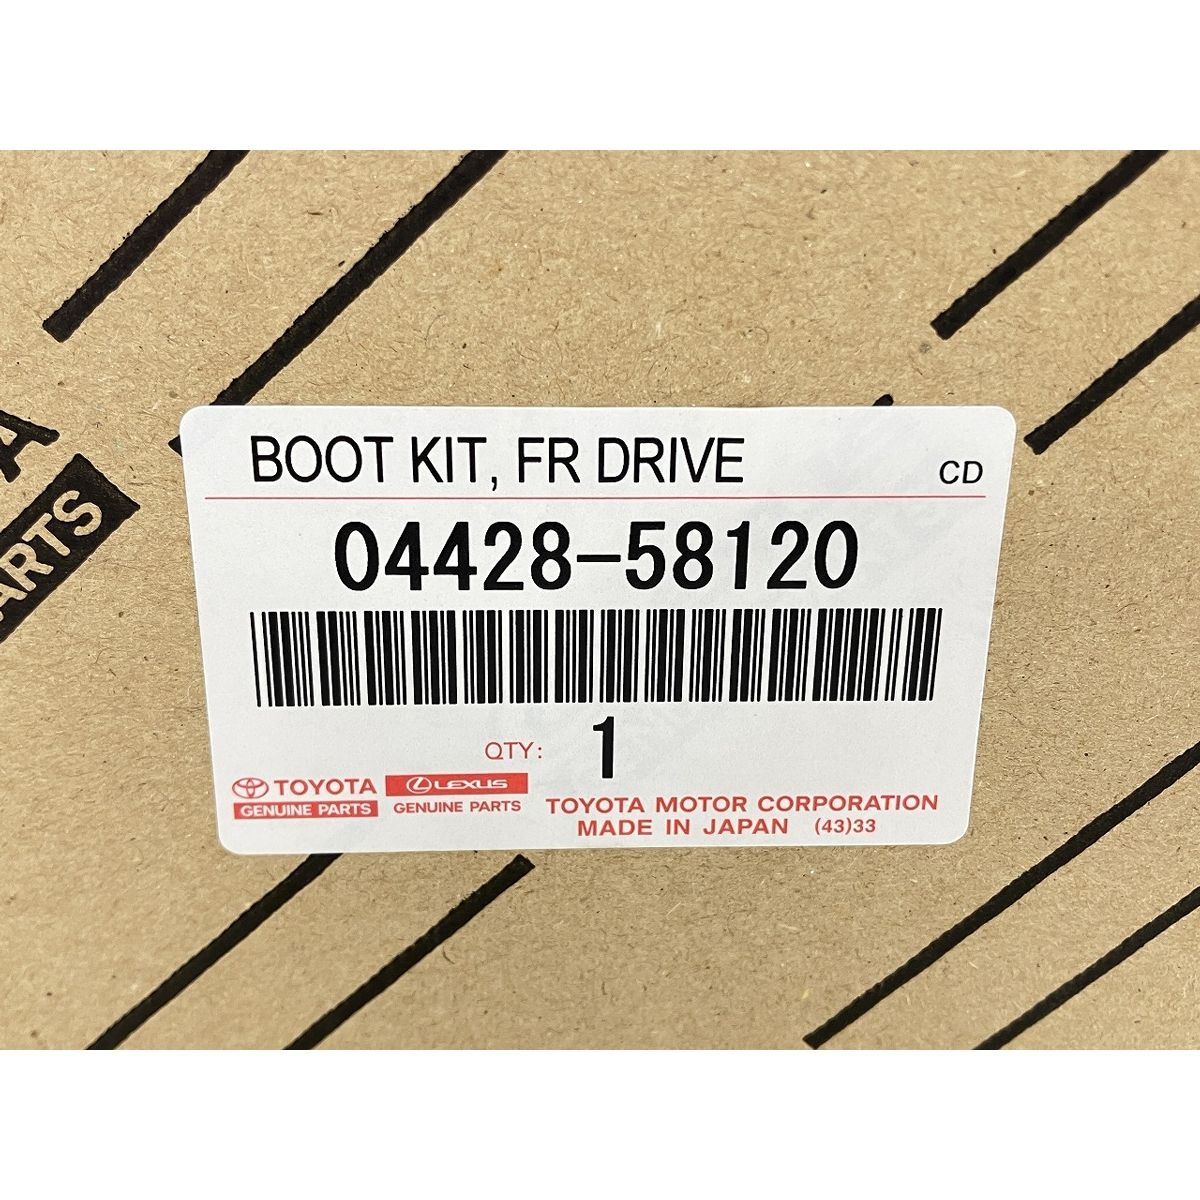 BOOT KIT, FR DRIVE
CD
04428-58120
QTY: 1
TOYOTA LEXUS
GENUINE PARTS GENUINE PARTS
TOYOTA MOTOR CORPORATION
MADE IN JAPAN (43)33
A
PARTS